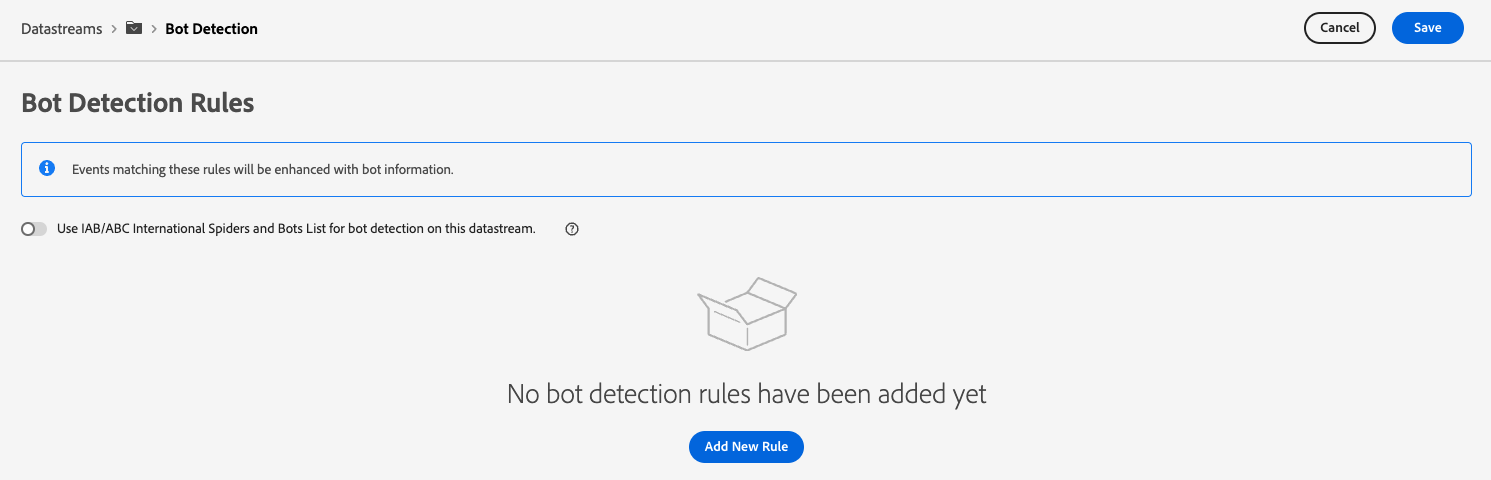 Datastreams > > Bot Detection
Cancel
Save
Bot Detection Rules
Events matching these rules will be enhanced with bot information.
Use IAB/ABC International Spiders and Bots List for bot detection on this datastream.
No bot detection rules have been added yet
Add New Rule